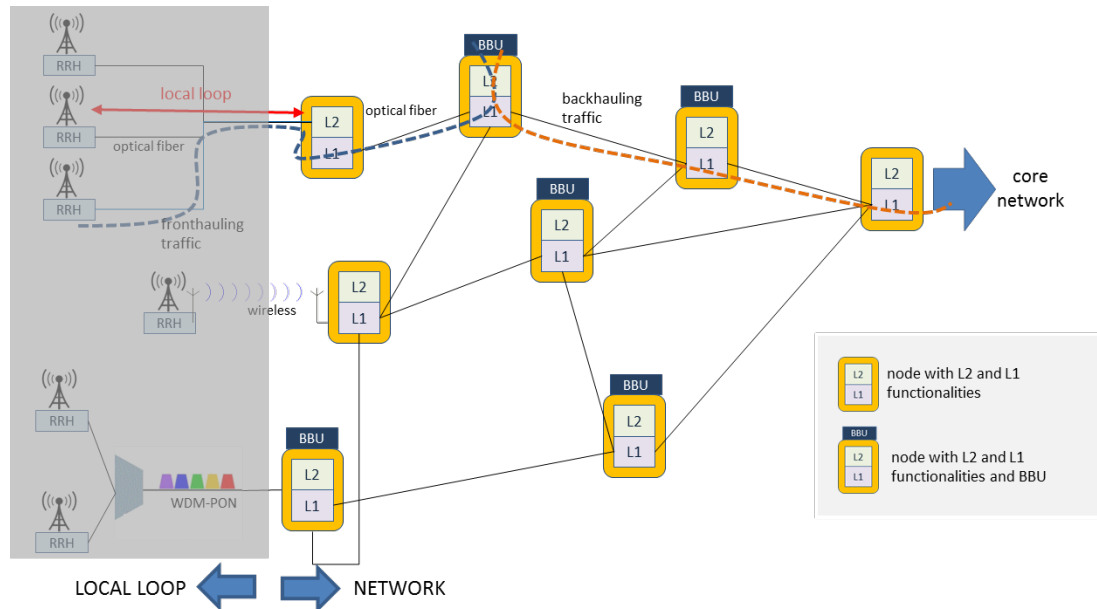 BBU
RRH
L2
L1
local loop
optical fiber
L2
L1
backhauling
traffic
BBU
L2
L1
RRH
optical fiber
L2
L1
core
network
BBU
L2
L1
RRH
fronthauling
traffic
RRH
wireless
L2
L1
BBU
L2
L1
RRH
BBU
L2
L1
WDM-PON
RRH
L2
L1
node with L2 and L1
functionalities
BBU
L2
L1
node with L2 and L1
functionalities and BBU
LOCAL LOOP
NETWORK